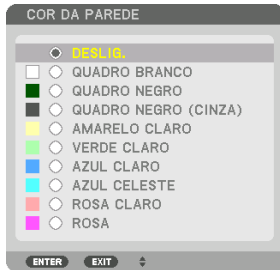 COR DA PAREDE
DESLIG.
QUADRO BRANCO
QUADRO NEGRO
QUADRO NEGRO (CINZA)
AMARELO CLARO
VERDE CLARO
AZUL CLARO
AZUL CELESTE
ROSA CLARO
ROSA
ENTER EXIT